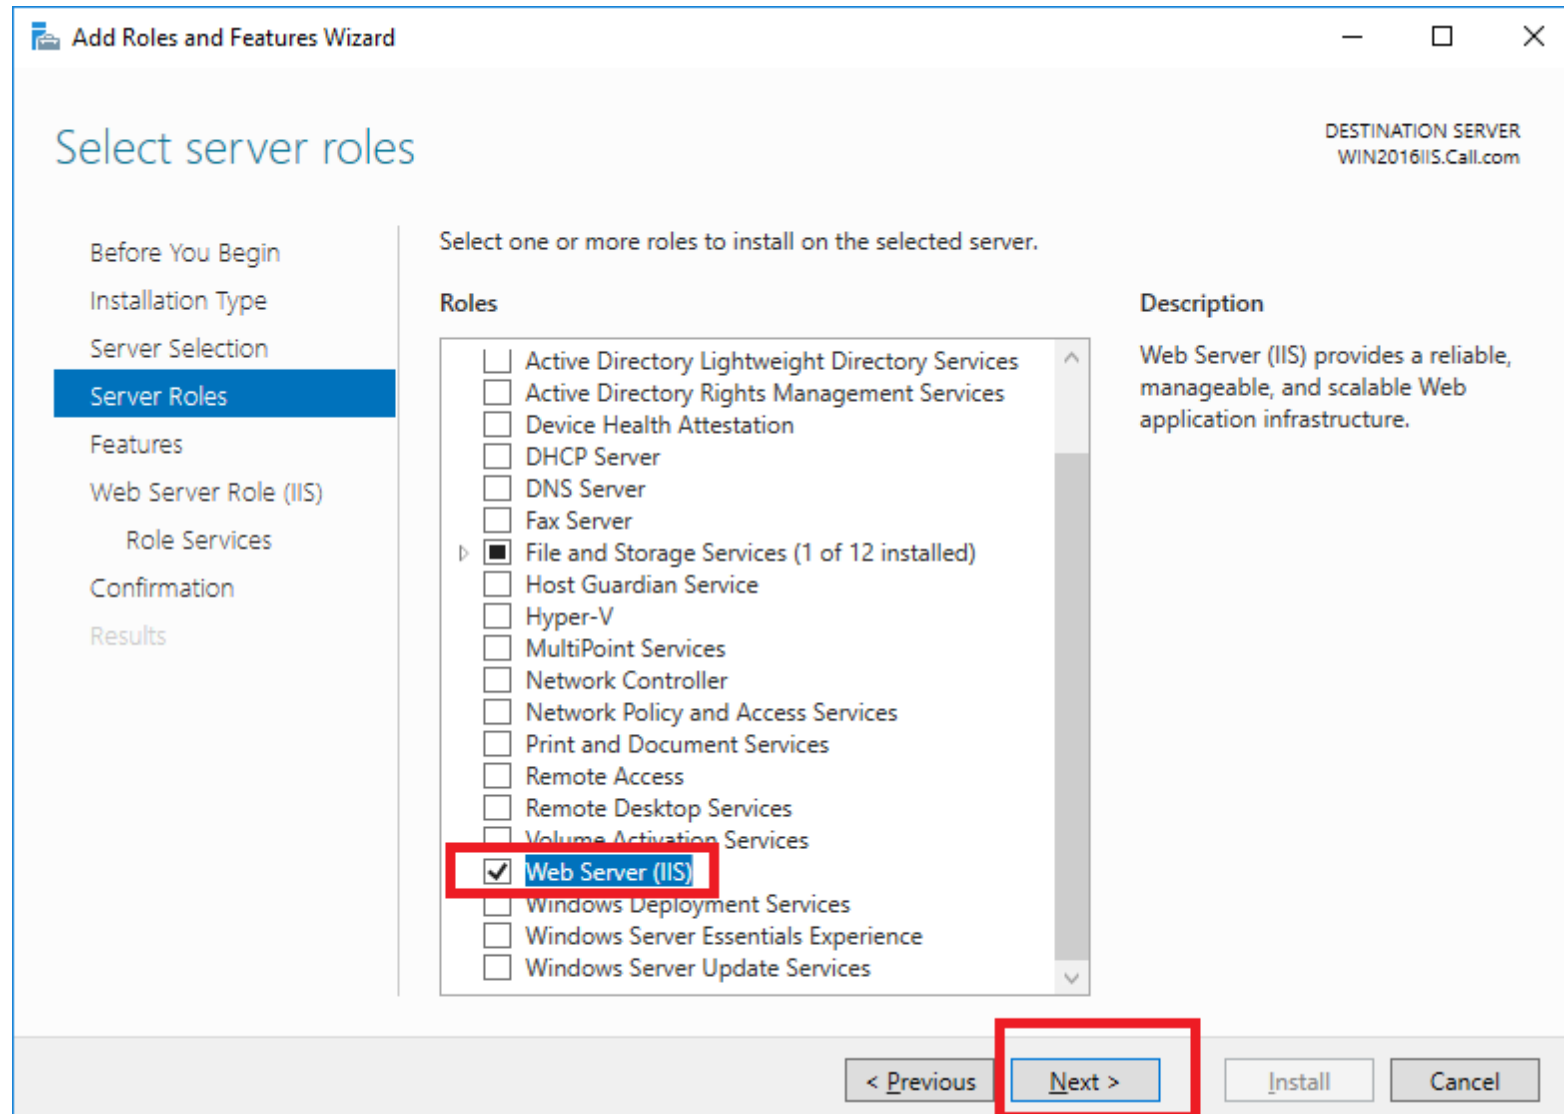 Add Roles and Features Wizard
Select server roles
DESTINATION SERVER
WIN2016IIS.Call.com
Before You Begin
Installation Type
Server Selection
Server Roles
Features
Web Server Role (IIS)
Role Services
Confirmation
Results
Select one or more roles to install on the selected server.
Roles
Active Directory Lightweight Directory Services
Active Directory Rights Management Services
Device Health Attestation
DHCP Server
DNS Server
Fax Server
File and Storage Services (1 of 12 installed)
Host Guardian Service
Hyper-V
MultiPoint Services
Network Controller
Network Policy and Access Services
Print and Document Services
Remote Access
Remote Desktop Services
Volume Activation Services
Web Server (IIS)
Windows Deployment Services
Windows Server Essentials Experience
Windows Server Update Services
Description
Web Server (IIS) provides a reliable,
manageable, and scalable Web
application infrastructure.
< Previous
Next >
Install
Cancel